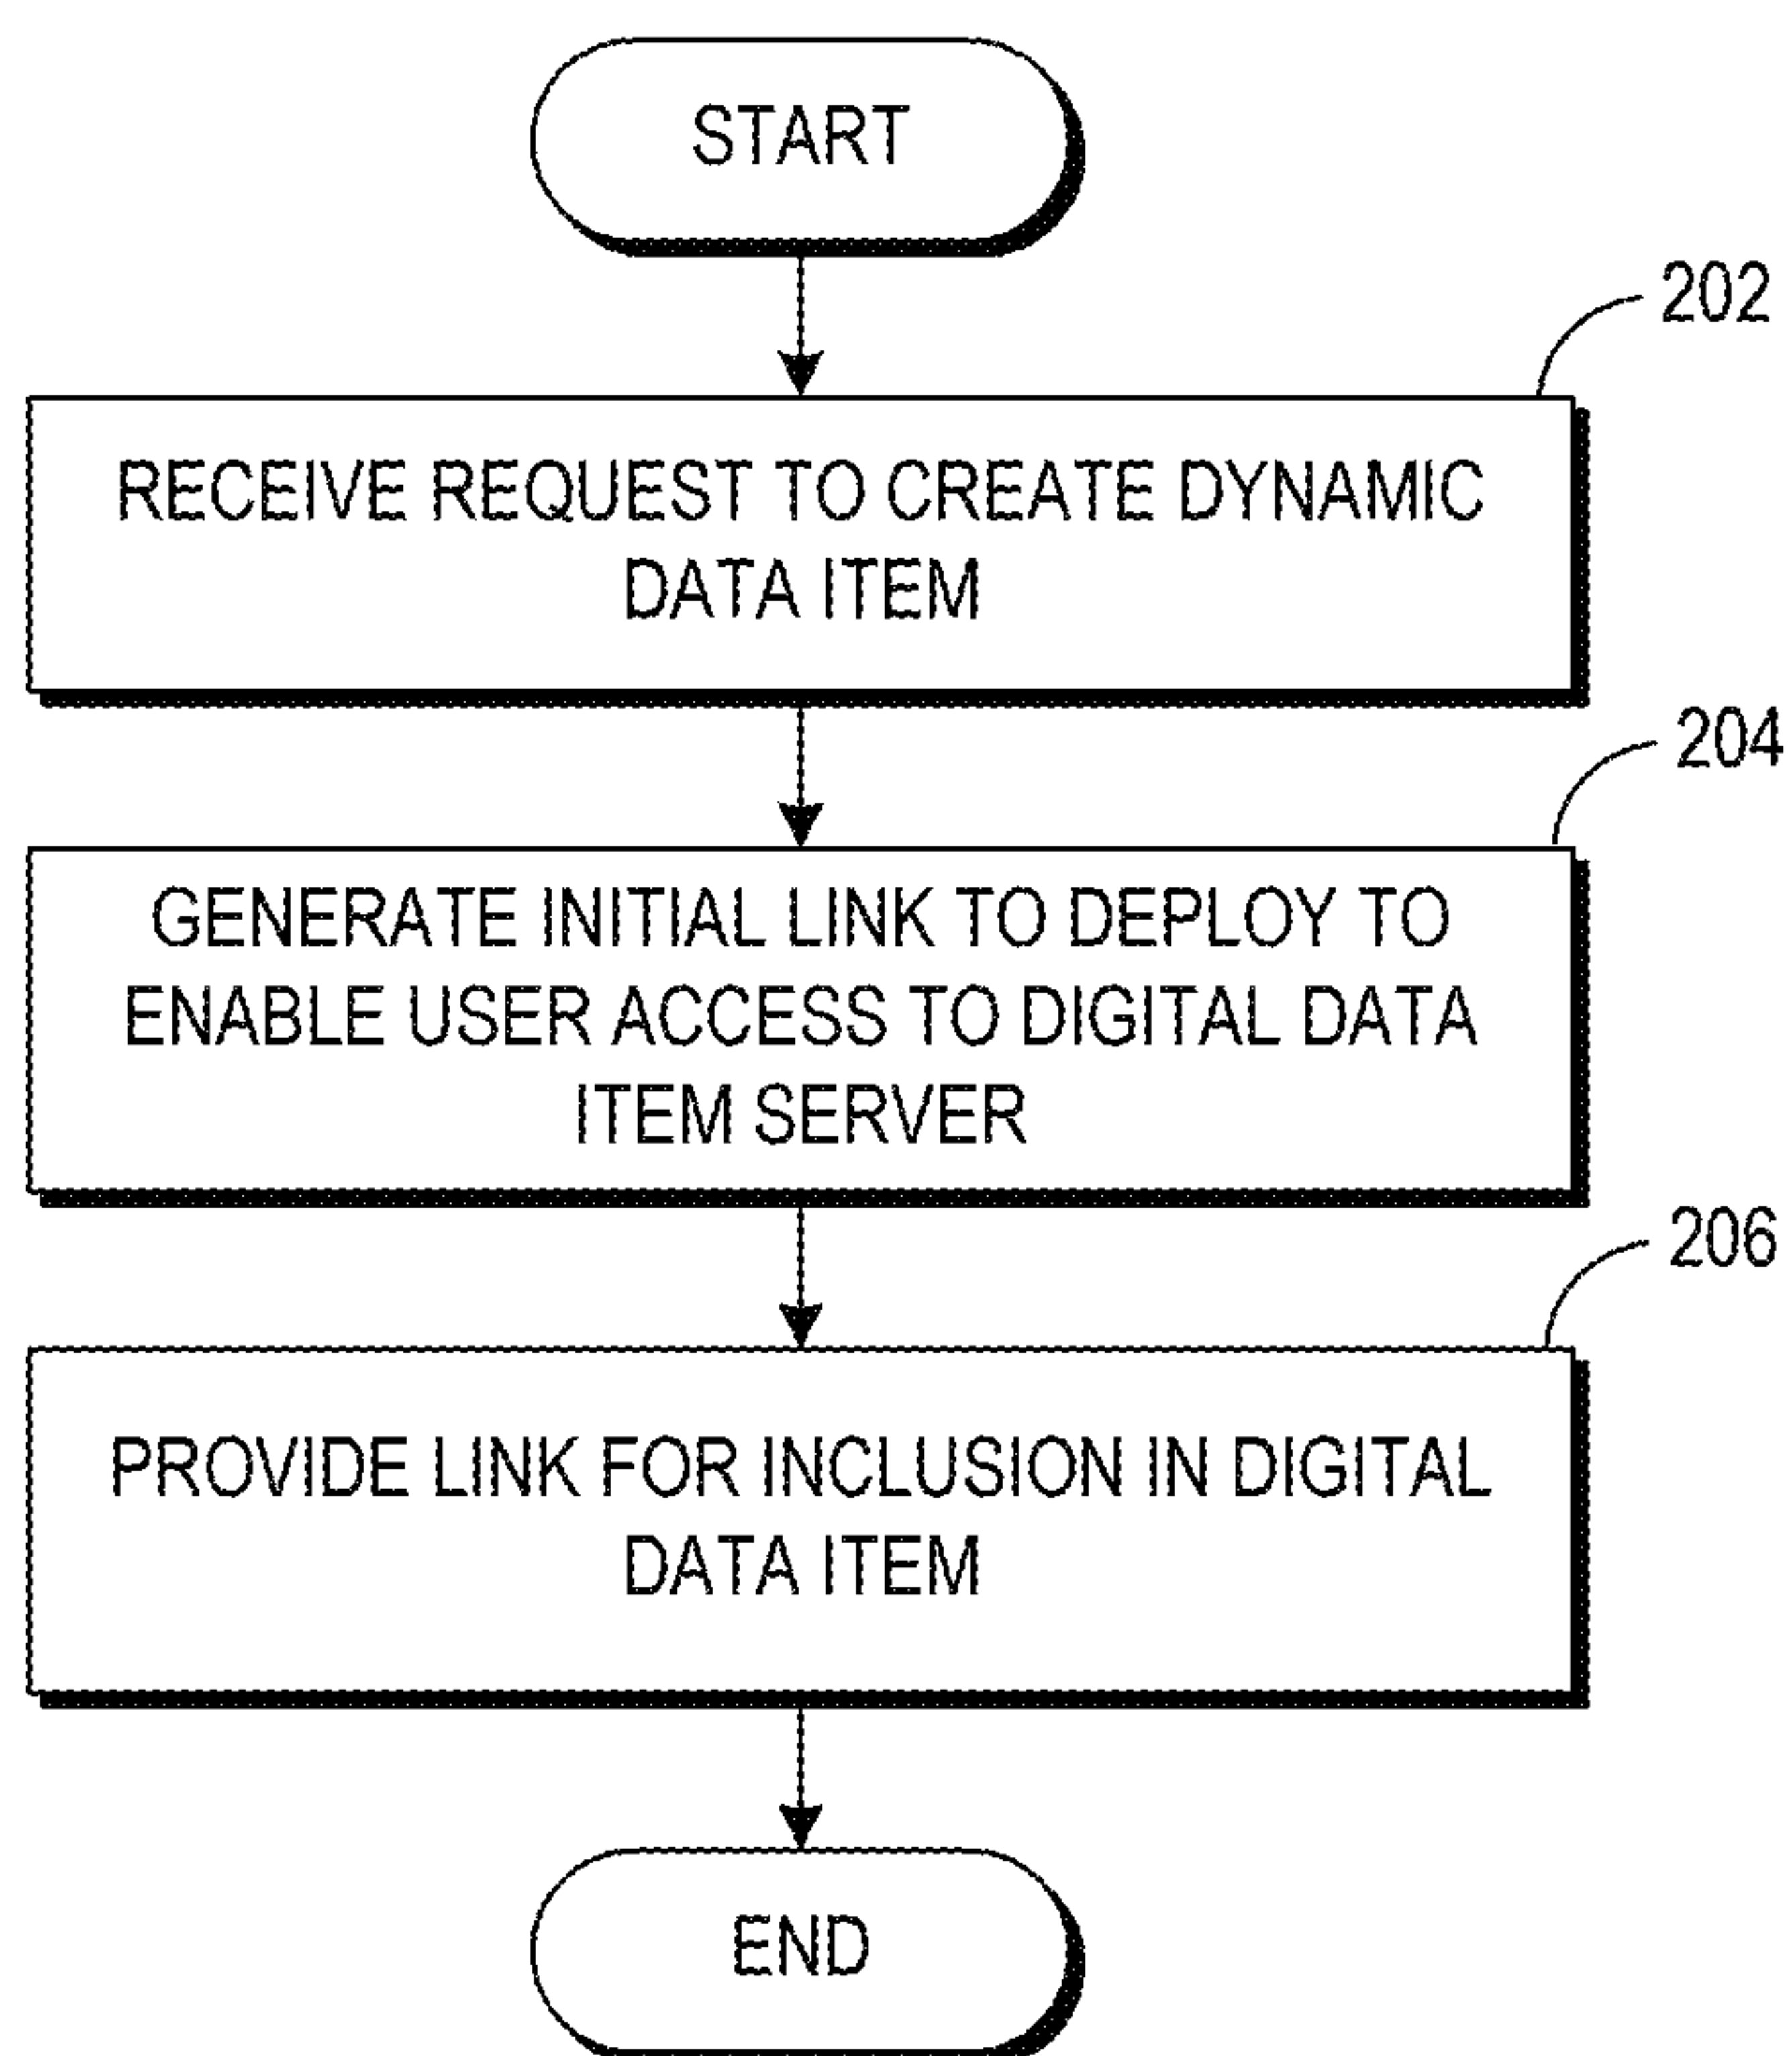 START
202
RECEIVE REQUEST TO CREATE DYNAMIC
DATA ITEM
204
GENERATE INITIAL LINK TO DEPLOY TO
ENABLE USER ACCESS TO DIGITAL DATA
ITEM SERVER
206
PROVIDE LINK FOR INCLUSION IN DIGITAL
DATA ITEM
END